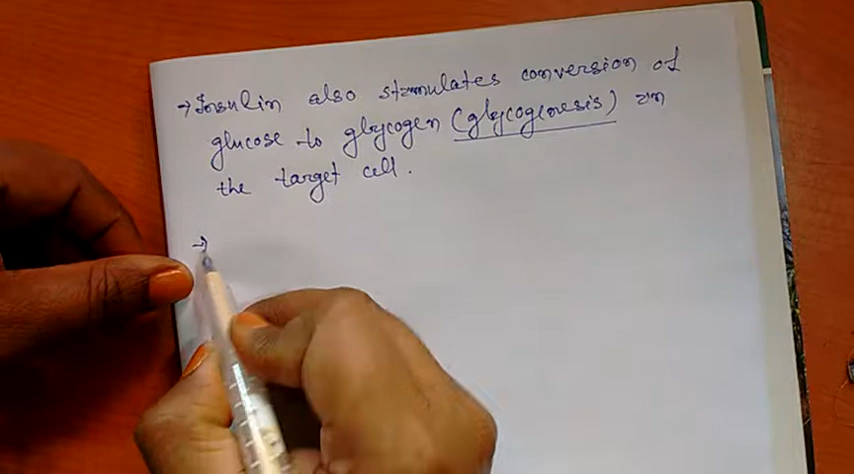 → Insulin also stimulates conversion of
glucose to glycogen (glycogenesis) in
the target cell.
→